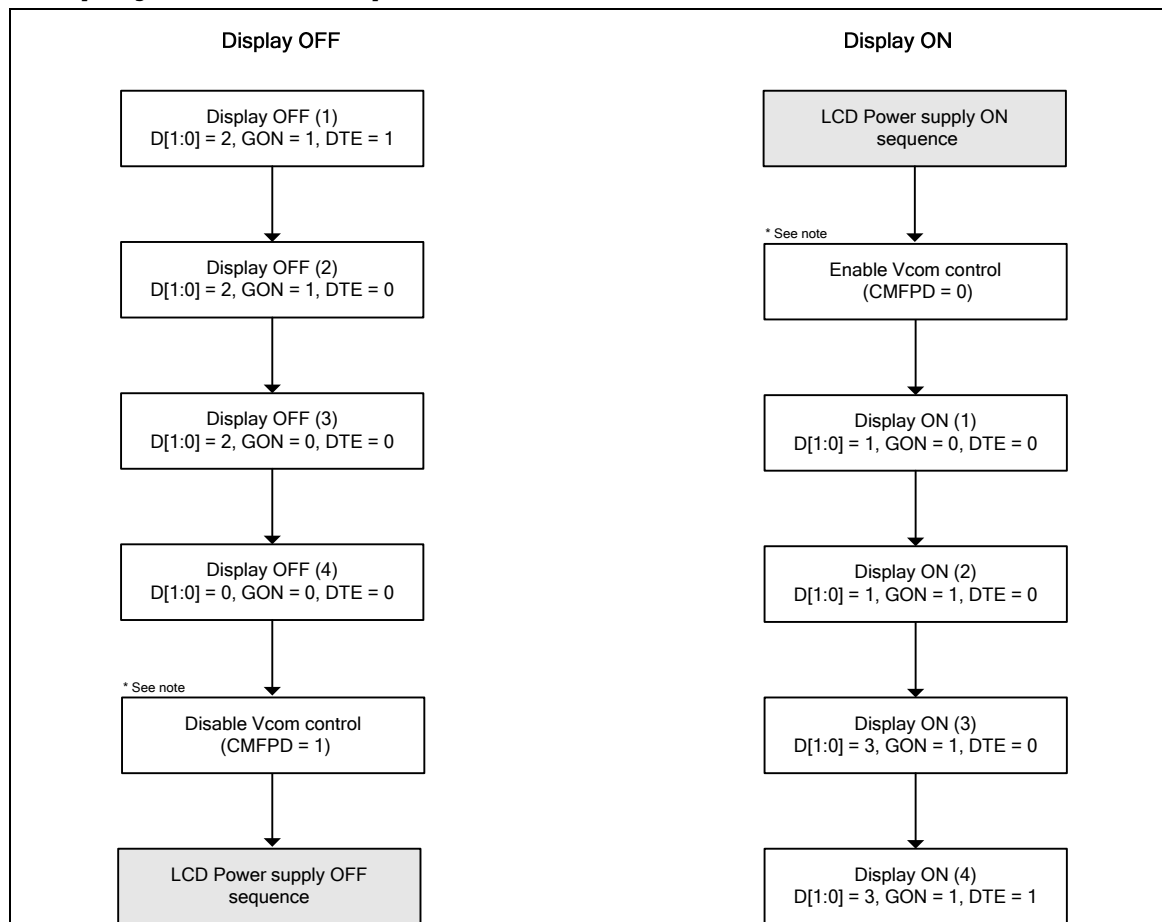 Display OFF
Display OFF (1)
D[1:0] = 2, GON = 1, DTE = 1
Display OFF (2)
D[1:0] = 2, GON = 1, DTE = 0
Display OFF (3)
D[1:0] = 2, GON = 0, DTE = 0
Display OFF (4)
D[1:0] = 0, GON = 0, DTE = 0
* See note
Disable Vcom control
(CMFPD = 1)
LCD Power supply OFF
sequence
Display ON
LCD Power supply ON
sequence
* See note
Enable Vcom control
(CMFPD = 0)
Display ON (1)
D[1:0] = 1, GON = 0, DTE = 0
Display ON (2)
D[1:0] = 1, GON = 1, DTE = 0
Display ON (3)
D[1:0] = 3, GON = 1, DTE = 0
Display ON (4)
D[1:0] = 3, GON = 1, DTE = 1